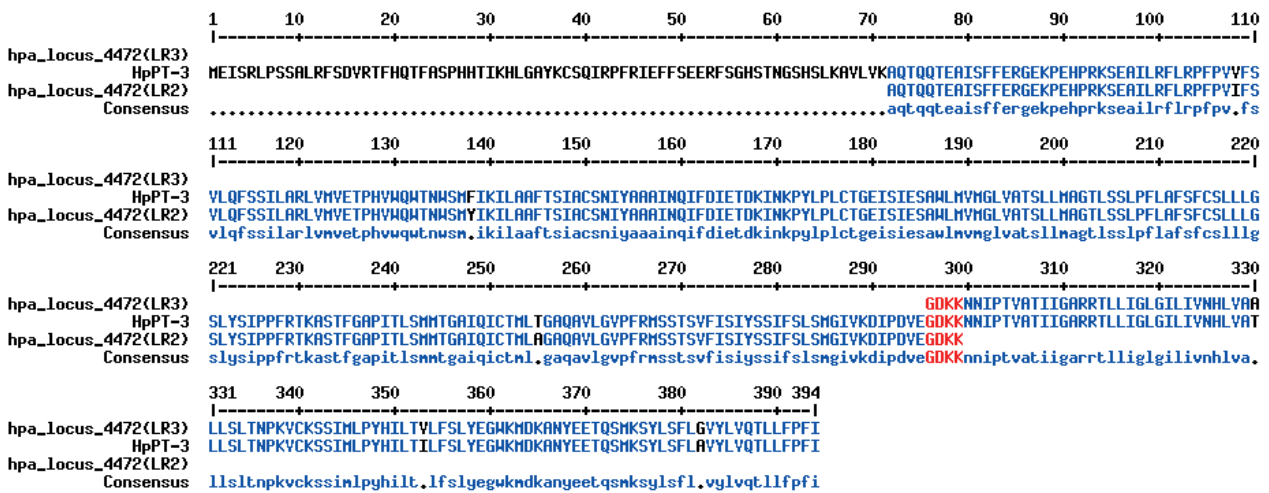 1 10 20 30 40 50 60 70 80 90 100 110
|--------+---------+---------+---------+---------+---------+---------+---------+---------+---------+---------|
hpa_locus_4472(LR3)
HpPT-3 MEISRLPSSALRFSDVRTFHQTFASPHHTIKHLGAYKCSQIRPFRIEFFSEERFSGHSTNGSHSLKAVLVKAQTQQTEAISFFERGEKPEHPRKSEAILRFLRPFPVVFS
hpa_locus_4472(LR2) AQTQQTEAISFFERGEKPEHPRKSEAILRFLRPFPVIFS
Consensus .......................................................................aqtqqteaisffergekpehprkseailrflrpfpv.fs
111 120 130 140 150 160 170 180 190 200 210 220
|--------+---------+---------+---------+---------+---------+---------+---------+---------+---------+---------|
hpa_locus_4472(LR3)
HpPT-3 VLQFSSILARLVMVETPHVWQWTNWSMFIKILAAFTSIACSNIYAAAINQIFDIETDKINKPYLPLCTGEISIESAWLMVMGLVATSLLMAGTLSSLPFLAFSFCSLLLG
hpa_locus_4472(LR2) VLQFSSILARLVMVETPHVWQWTNWSMYIKILAAFTSIACSNIYAAAINQIFDIETDKINKPYLPLCTGEISIESAWLMVMGLVATSLLMAGTLSSLPFLAFSFCSLLLG
Consensus vlqfssilarlvmvetphvwqwtnwsm.ikilaaftsiacsniyaaainqifdietdkinkpylplctgeisiesawlmvmglvatsllmagtlsslpflafsfcslllg
221 230 240 250 260 270 280 290 300 310 320 330
|--------+---------+---------+---------+---------+---------+---------+---------+---------+---------+---------|
hpa_locus_4472(LR3) GDKKNNIPTVATIIGARRTLLIGLGILIVNHLVAA
HpPT-3 SLYSIPPFRTKASTFGAPITLSMMTGAIQICTMLTGAQAVLGVPFRMSSTSVFISIYSSIFSLSMGIVKDIPDVEGDKKNNIPTVATIIGARRTLLIGLGILIVNHLVAT
hpa_locus_4472(LR2) SLYSIPPFRTKASTFGAPITLSMMTGAIQICTMLAGAQAVLGVPFRMSSTSVFISIYSSIFSLSMGIVKDIPDVEGDKK
Consensus slysippfrtkastfgapitlsmmtgaiqictml.gaqavlgvpfrmsstsvfisiyssifslsmgivkdipdveGDKKnniptvatiigarrtlliglgilivnhlva.
331 340 350 360 370 380 390 394
|--------+---------+---------+---------+---------+---------+---|
hpa_locus_4472(LR3) LLSLTNPKVCKSSIMLPYHILTVLFSLYEGWKMDKANYEETQSMKSYLSFLGVYLVQTLLFPFI
HpPT-3 LLSLTNPKVCKSSIMLPYHILTILFSLYEGWKMDKANYEETQSMKSYLSFLAVYLVQTLLFPFI
hpa_locus_4472(LR2)
Consensus llsltnpkvckssimlpyhilt.lfslyegwkmdkanyeetqsmksylsfl.vylvqtllfpfi